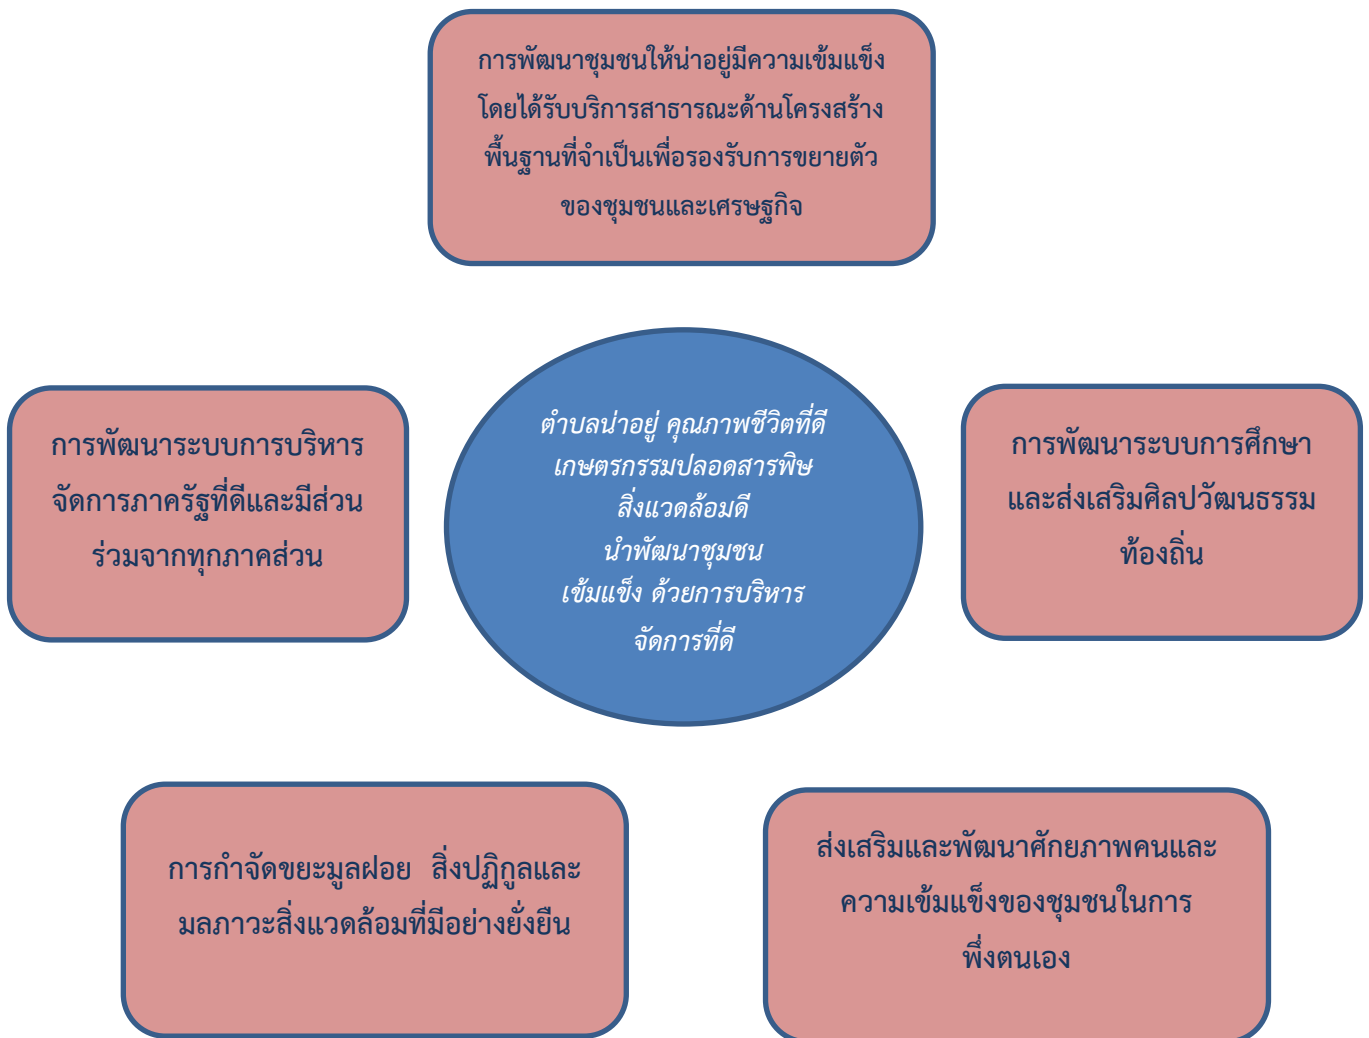 การพัฒนาชุมชนให้น่าอยู่มีความเข้มแข็ง
โดยได้รับบริการสาธารณะด้านโครงสร้าง
พื้นฐานที่จำเป็นเพื่อรองรับการขยายตัว
ของชุมชนและเศรษฐกิจ
การพัฒนาระบบการบริหาร
จัดการภาครัฐที่ดีและมีส่วน
ร่วมจากทุกภาคส่วน
ตำบลน่าอยู่ คุณภาพชีวิตที่ดี
เกษตรกรรมปลอดสารพิษ
สิ่งแวดล้อมดี
นำพัฒนาชุมชน
เข้มแข็ง ด้วยการบริหาร
จัดการที่ดี
การพัฒนาระบบการศึกษา
และส่งเสริมศิลปวัฒนธรรม
ท้องถิ่น
การกำจัดขยะมูลฝอย สิ่งปฏิกูลและ
มลภาวะสิ่งแวดล้อมที่มีอย่างยั่งยืน
ส่งเสริมและพัฒนาศักยภาพคนและ
ความเข้มแข็งของชุมชนในการ
พึ่งตนเอง